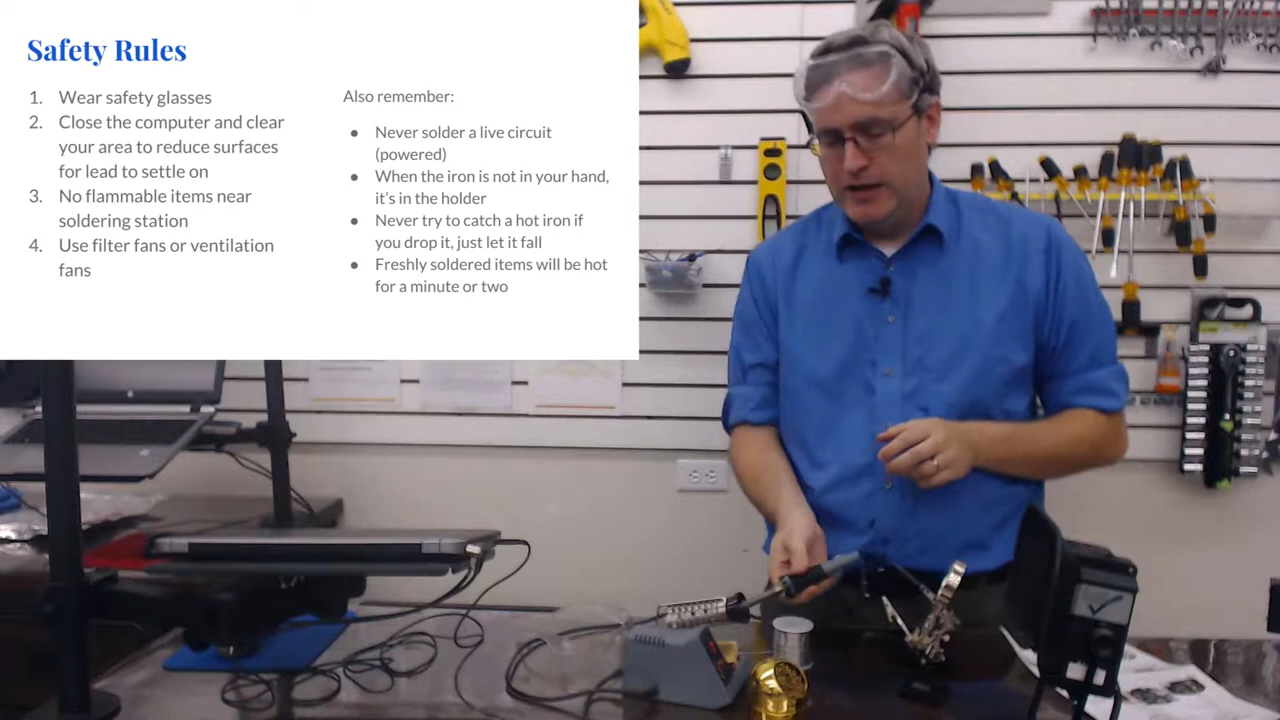 Safety Rules
1. Wear safety glasses
2. Close the computer and clear
your area to reduce surfaces
for lead to settle on
3. No flammable items near
soldering station
4. Use filter fans or ventilation
fans
Also remember:
● Never solder a live circuit
(powered)
● When the iron is not in your hand,
it's in the holder
● Never try to catch a hot iron if
you drop it, just let it fall
● Freshly soldered items will be hot
for a minute or two